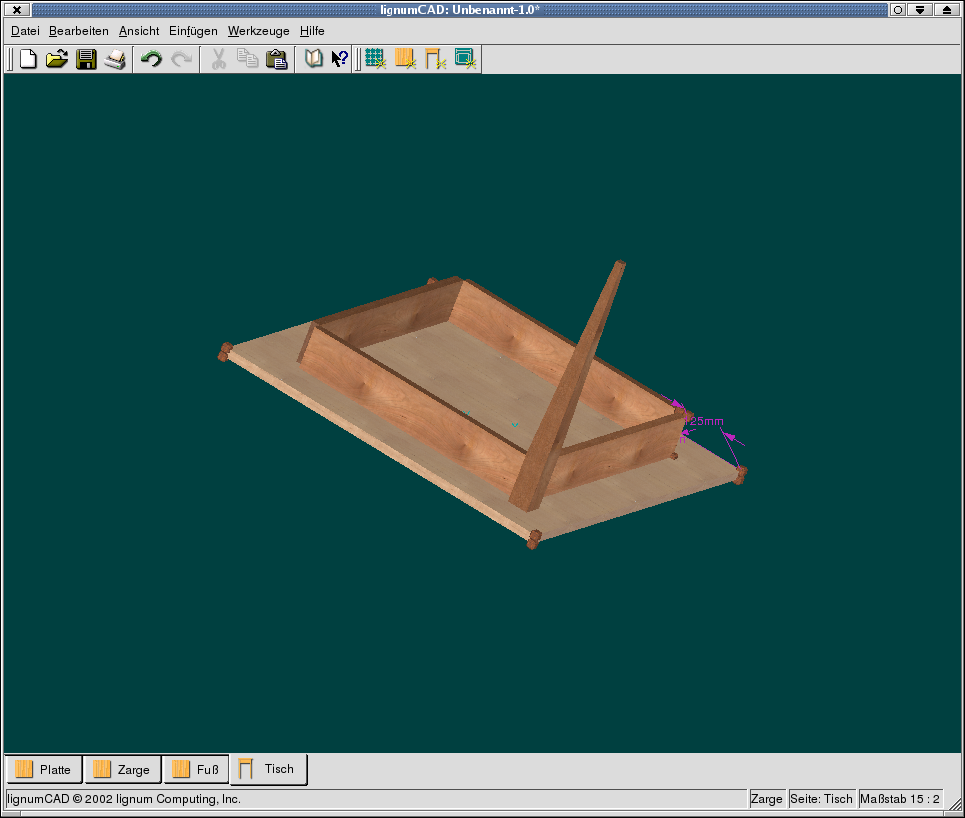 lignumCAD: Unbenannt-1.0*
Datei Bearbeiten Ansicht Einfügen Werkzeuge Hilfe
25mm
Platte Zarge Fuß Tisch
lignumCAD © 2002 lignum Computing, Inc. Zarge Seite: Tisch Maßstab 15 : 2